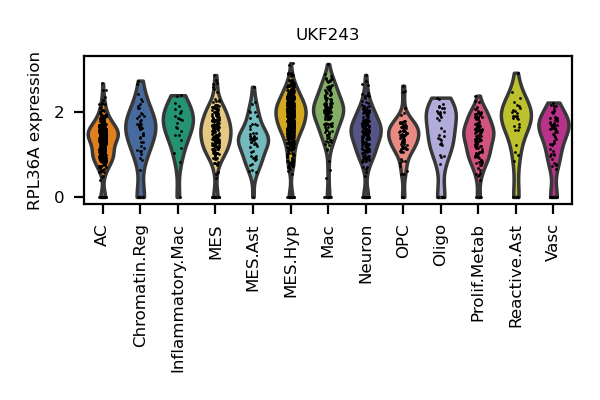 UKF243
RPL36A expression
2
0
AC
Chromatin.Reg
Inflammatory.Mac
MES
MES.Ast
MES.Hyp
Mac
Neuron
OPC
Oligo
Prolif.Metab
Reactive.Ast
Vasc